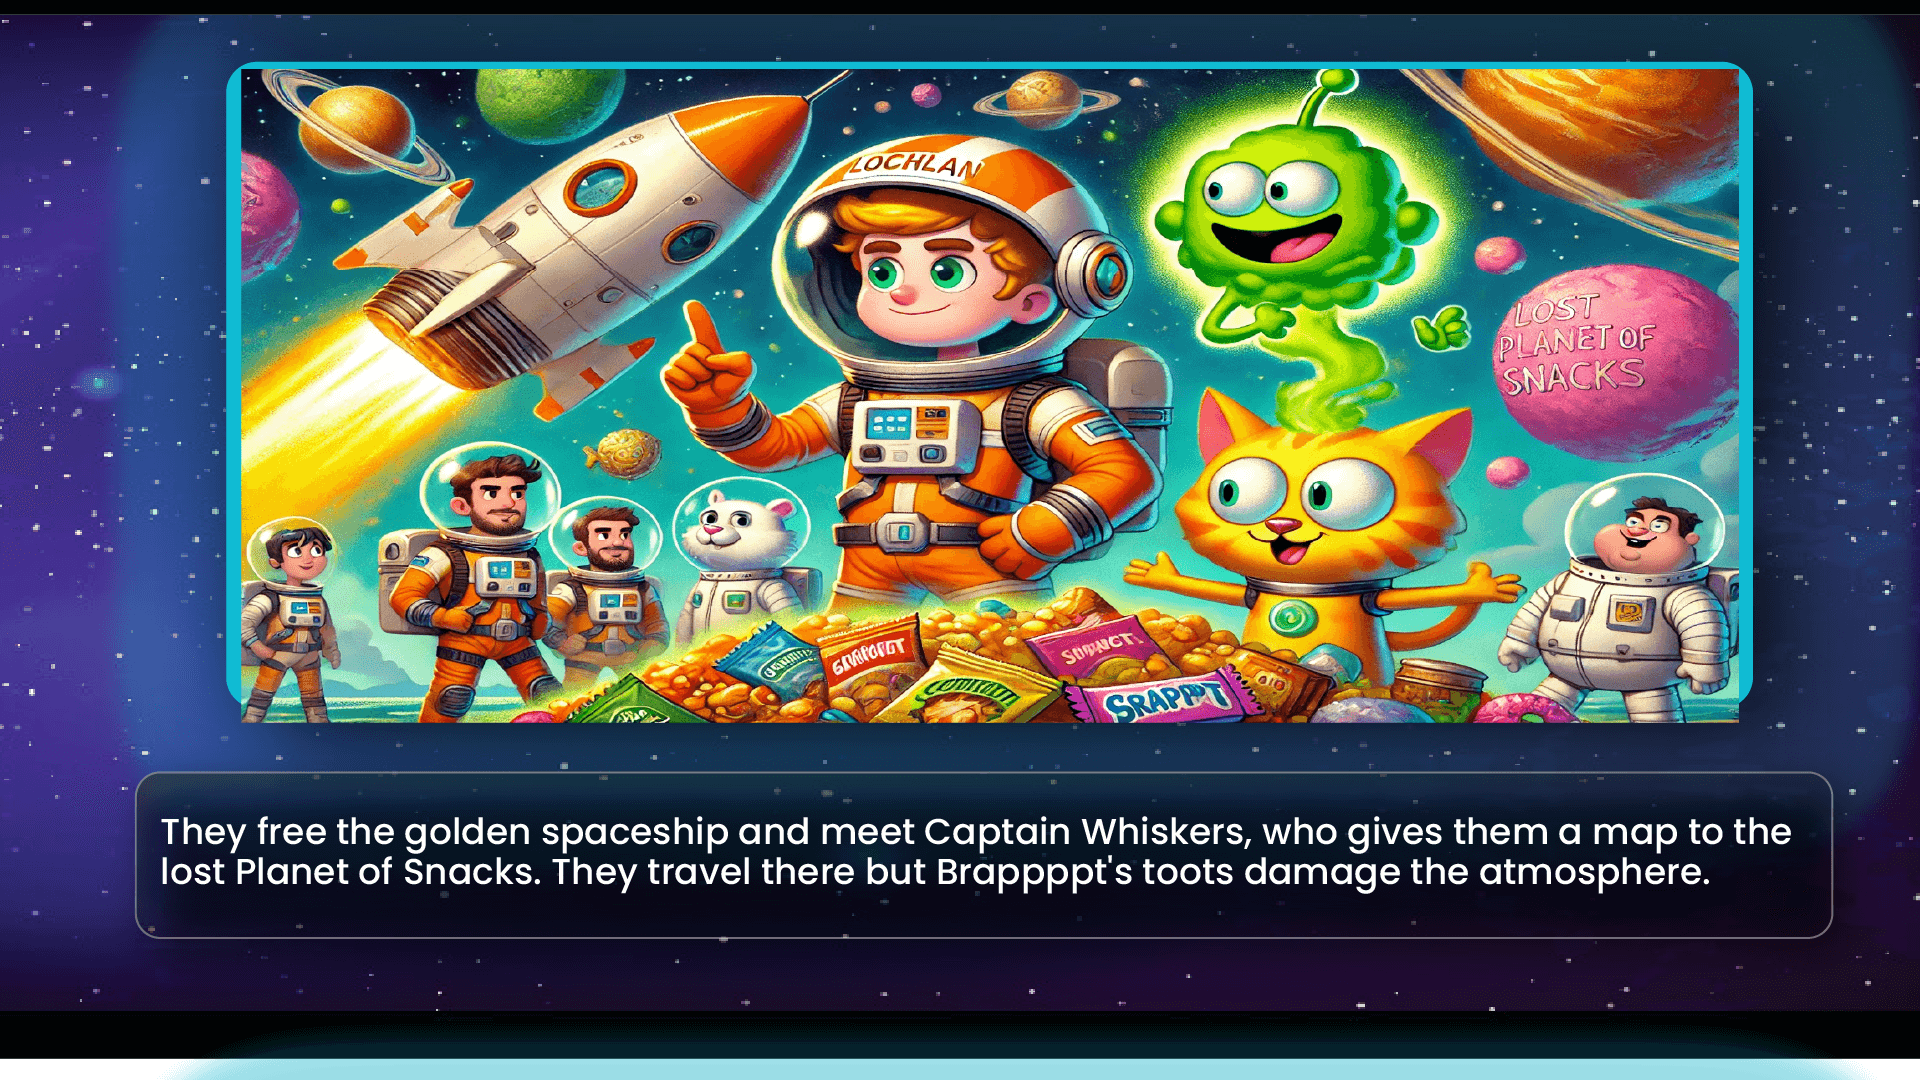 LOCHLAN
LOST
PLANET OF
SNACKS
SRAPPT
They free the golden spaceship and meet Captain Whiskers, who gives them a map to the
lost Planet of Snacks. They travel there but Brappppt's toots damage the atmosphere.